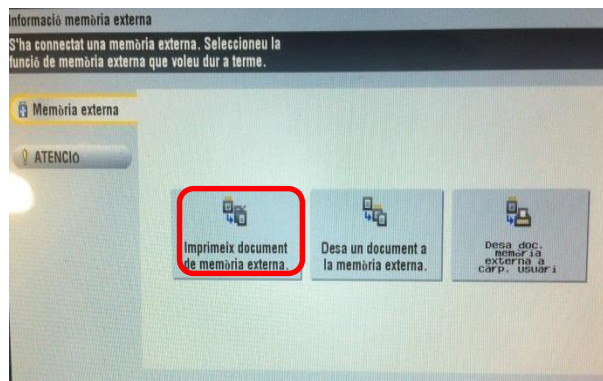 Informació memòria externa
S'ha connectat una memòria externa. Seleccioneu la
funció de memòria externa que voleu dur a terme.
Memòria externa
ATENCIÓ
Imprimeix document
de memòria externa.
Desa un document a
la memòria externa.
Desa doc.
memòria
externa a
carp. usuari